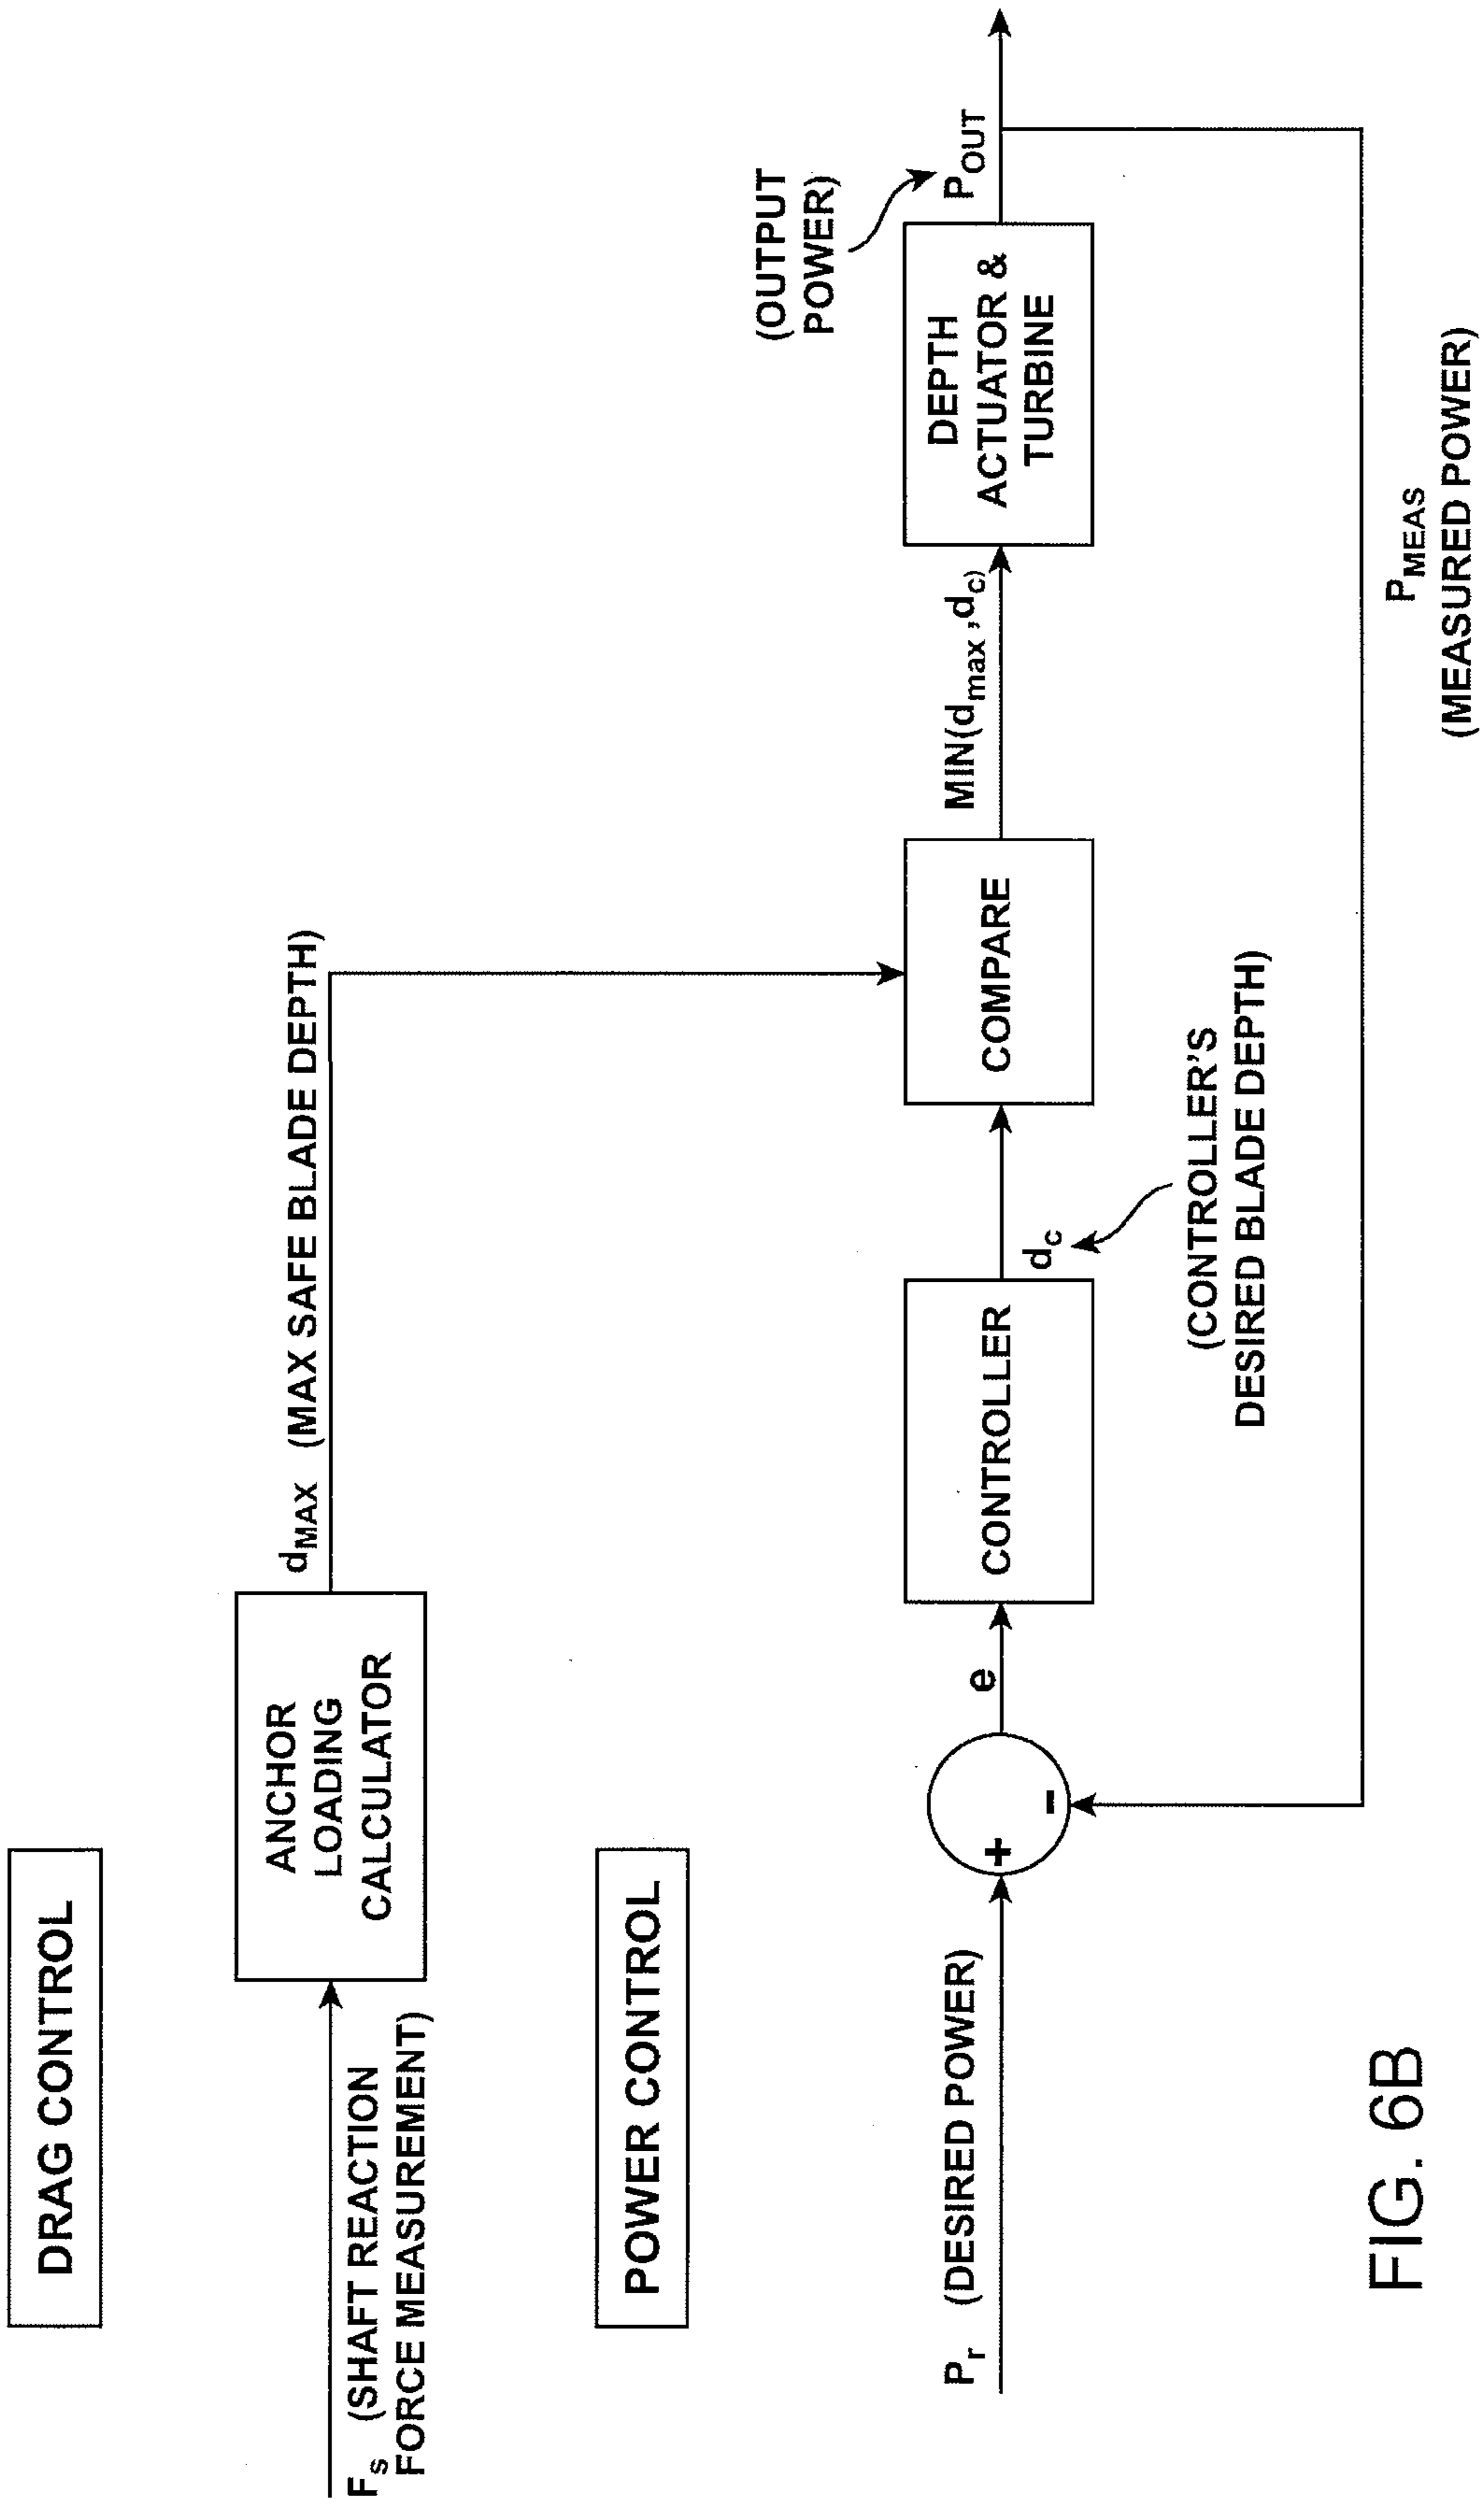 DRAG CONTROL
F_s (SHAFT REACTION
FORCE MEASUREMENT)
ANCHOR
LOADING
CALCULATOR
d_MAX (MAX SAFE BLADE DEPTH)
POWER CONTROL
P_r (DESIRED POWER)
+
-
e
CONTROLLER
d_c
(CONTROLLER'S
DESIRED BLADE DEPTH)
COMPARE
MIN(d_max,d_c)
DEPTH
ACTUATOR &
TURBINE
(OUTPUT
POWER)
P_OUT
P_MEAS
(MEASURED POWER)
FIG. 6B